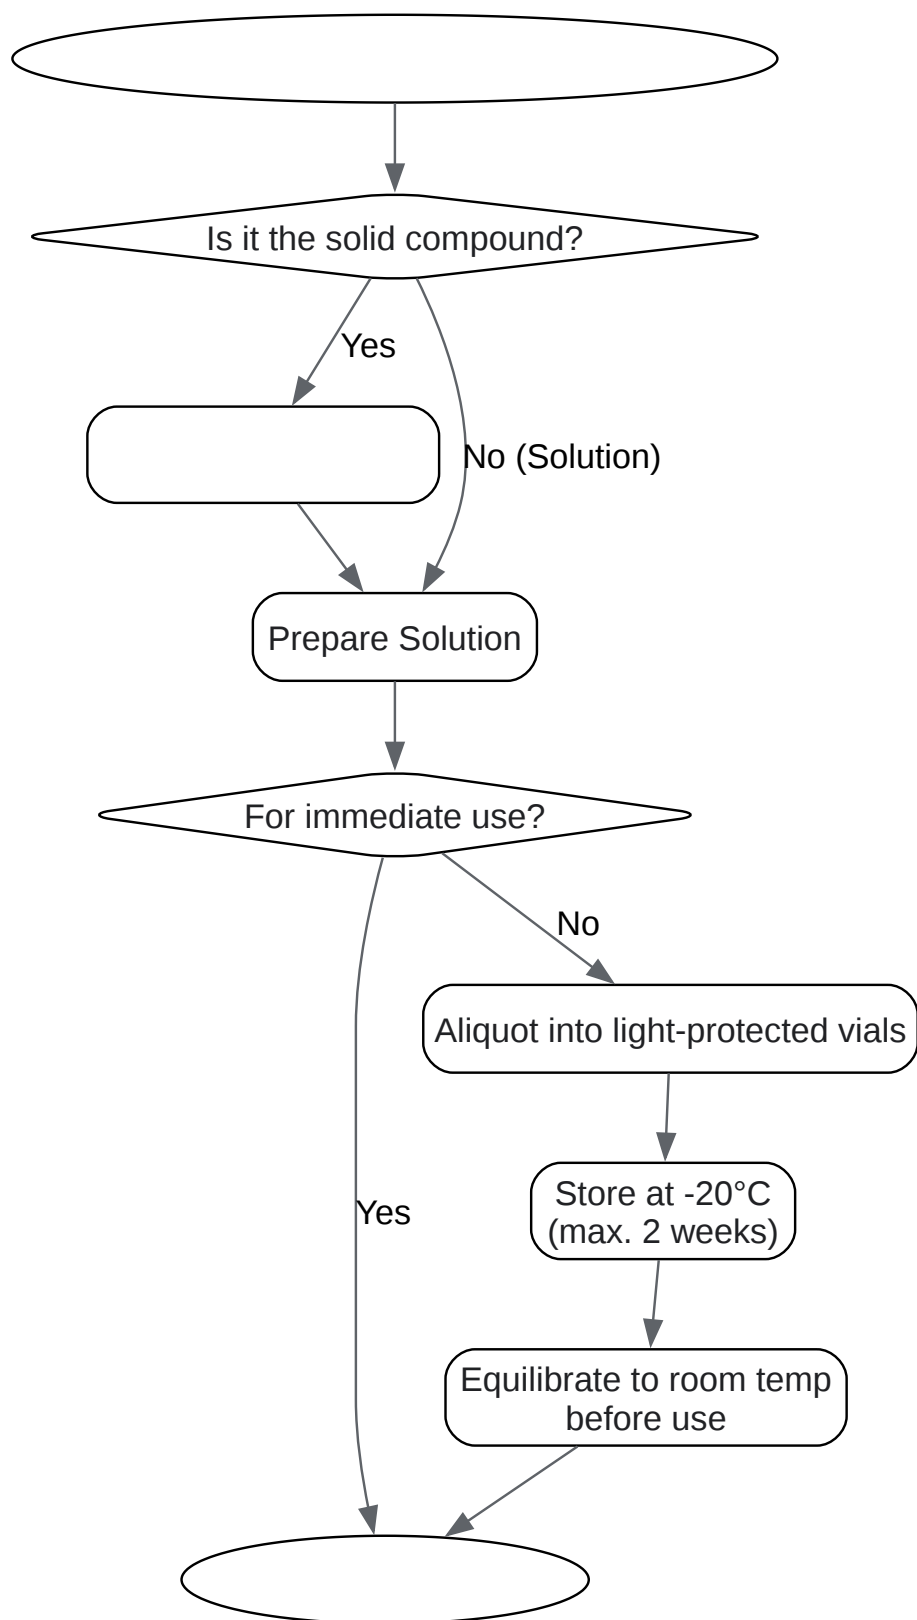 Is it the solid compound?
Yes
No (Solution)
Prepare Solution
For immediate use?
No
Aliquot into light-protected vials
Store at -20°C
(max. 2 weeks)
Yes
Equilibrate to room temp
before use